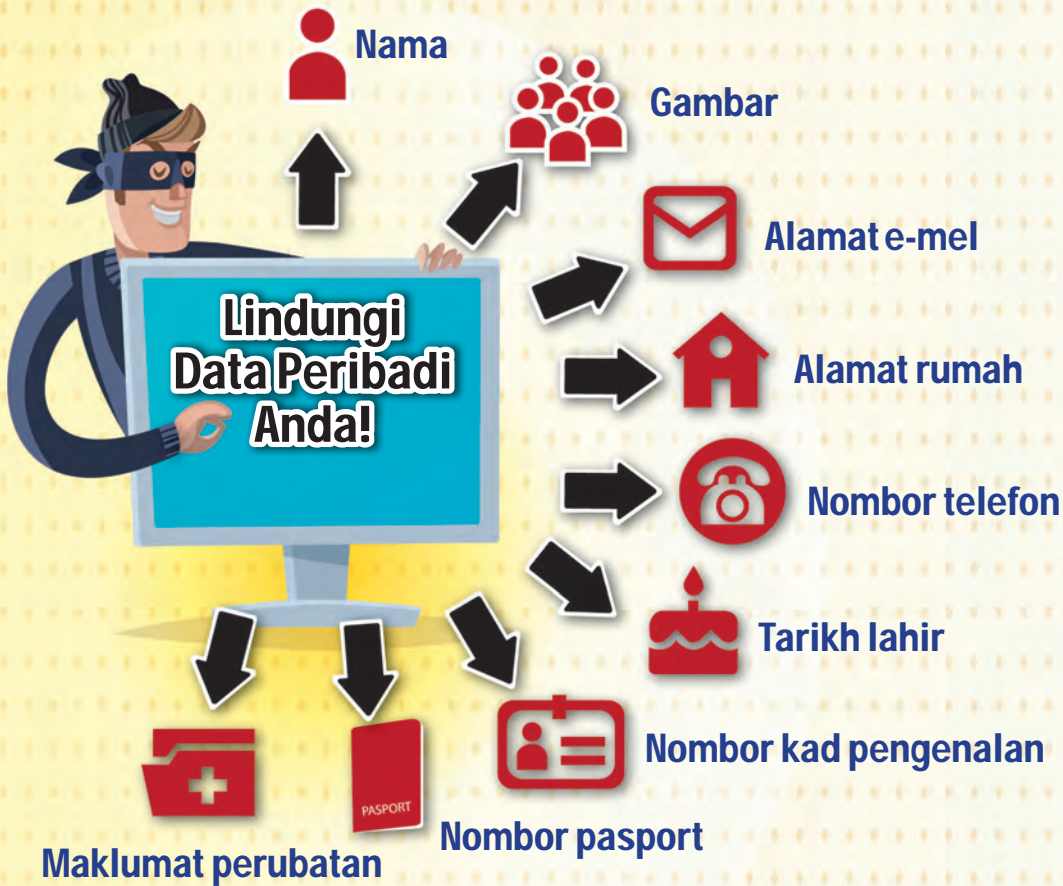 Nama
Gambar
Alamat e-mel
Lindungi
Data Peribadi
Anda!
Alamat rumah
Nombor telefon
Tarikh lahir
Nombor kad pengenalan
PASPORT
Nombor pasport
Maklumat perubatan